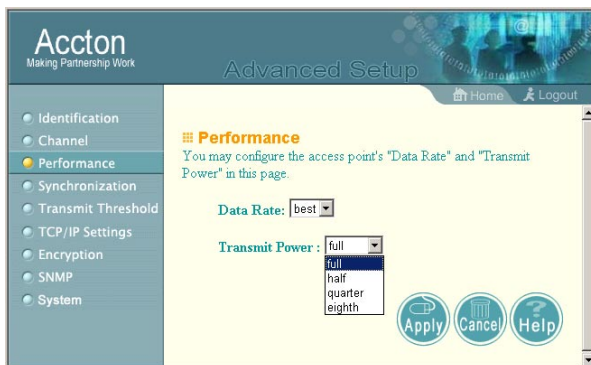 Accton
Making Partnership Work
Advanced Setup
Home
Logout
Identification
Channel
Performance
Synchronization
Transmit Threshold
TCP/IP Settings
Encryption
SNMP
System
Performance
You may configure the access point's "Data Rate" and "Transmit
Power" in this page.
Data Rate: best
Transmit Power : full
full
half
quarter
eighth
Apply
Cancel
Help